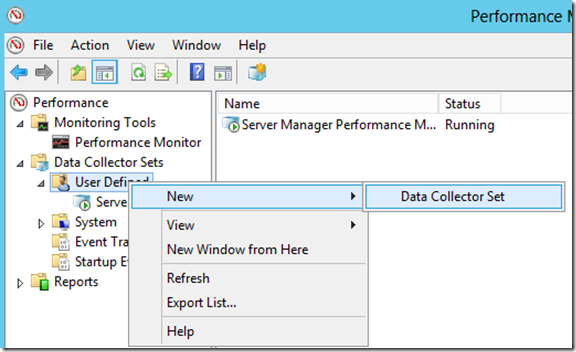 Performance M
File Action View Window Help
Performance
Monitoring Tools
Performance Monitor
Data Collector Sets
User Defined
Serve
System
Event Tra
Startup Ev
Reports
Name Status
Server Manager Performance M... Running
New
View
New Window from Here
Refresh
Export List...
Help
Data Collector Set